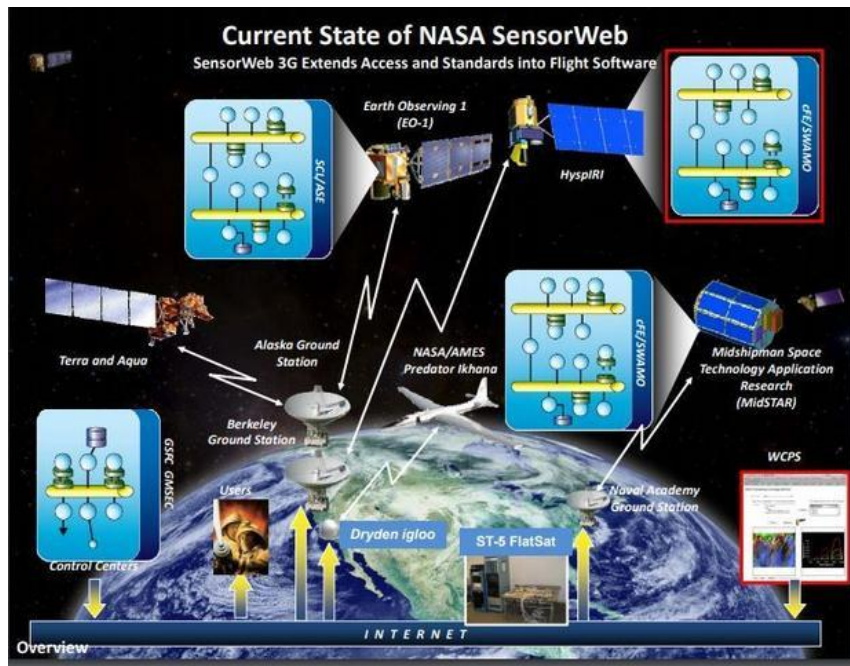 Current State of NASA SensorWeb
SensorWeb 3G Extends Access and Standards into Flight Software
Earth Observing 1
(EO-1)
SCL/ASE
HyspIRI
cFE/SWAMO
Terra and Aqua
Alaska Ground
Station
NASA/AMES
Predator Ikhana
cFE/SWAMO
Midshipman Space
Technology Application
Research
(MidSTAR)
Berkeley
Ground Station
GSFC GMSEC
Users
WCPS
Naval Academy
Ground Station
Dryden igloo
ST-5 FlatSat
Control Centers
INTERNET
Overview